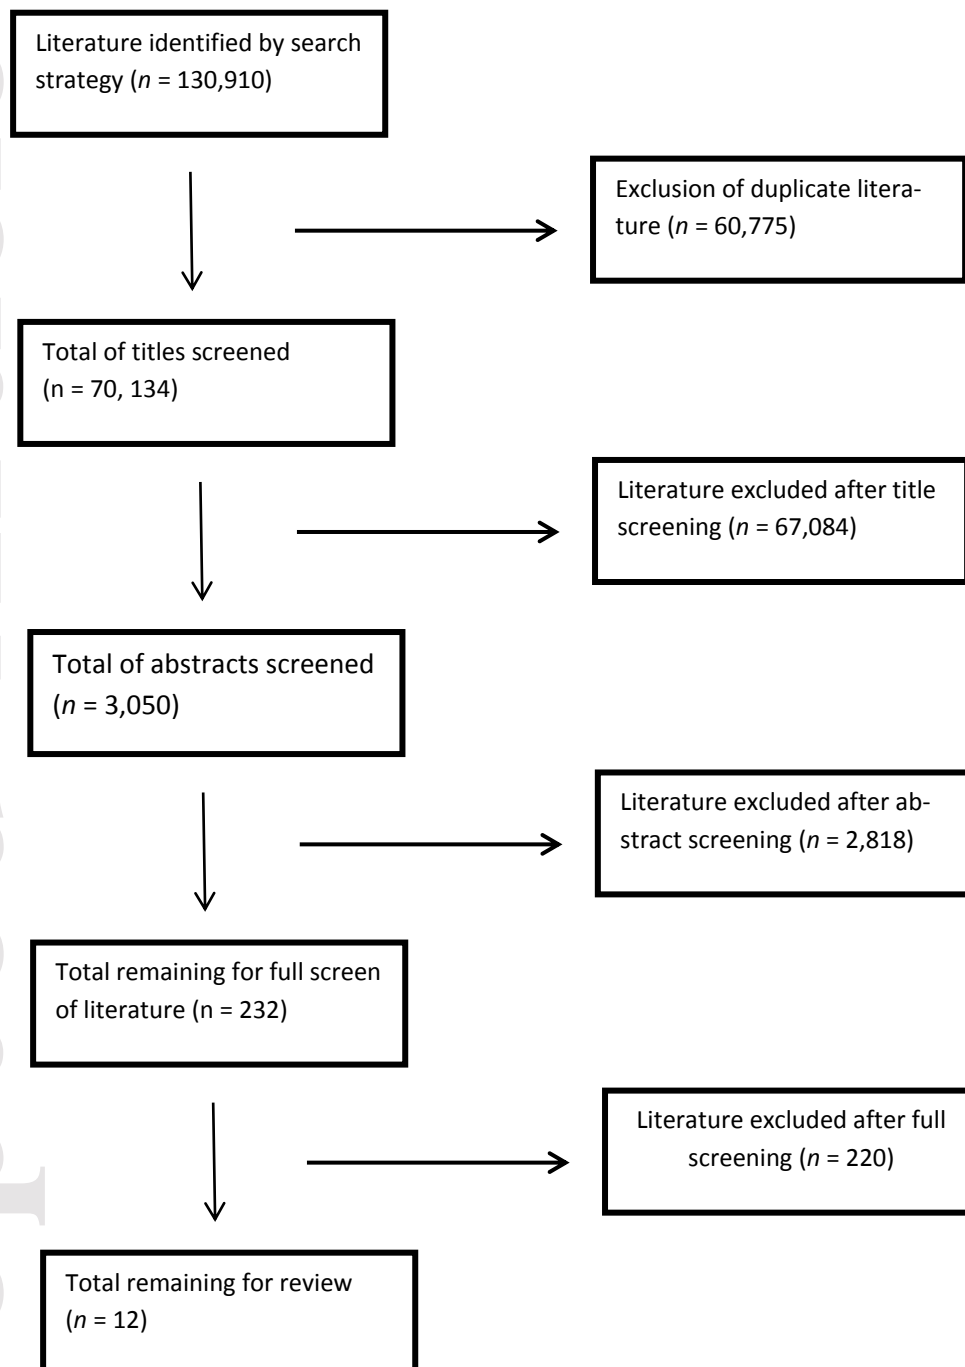 Literature identified by search
strategy (n = 130,910)
Exclusion of duplicate litera-
ture (n = 60,775)
Total of titles screened
(n = 70, 134)
Literature excluded after title
screening (n = 67,084)
Total of abstracts screened
(n = 3,050)
Literature excluded after ab-
stract screening (n = 2,818)
Total remaining for full screen
of literature (n = 232)
Literature excluded after full
screening (n = 220)
Total remaining for review
(n = 12)